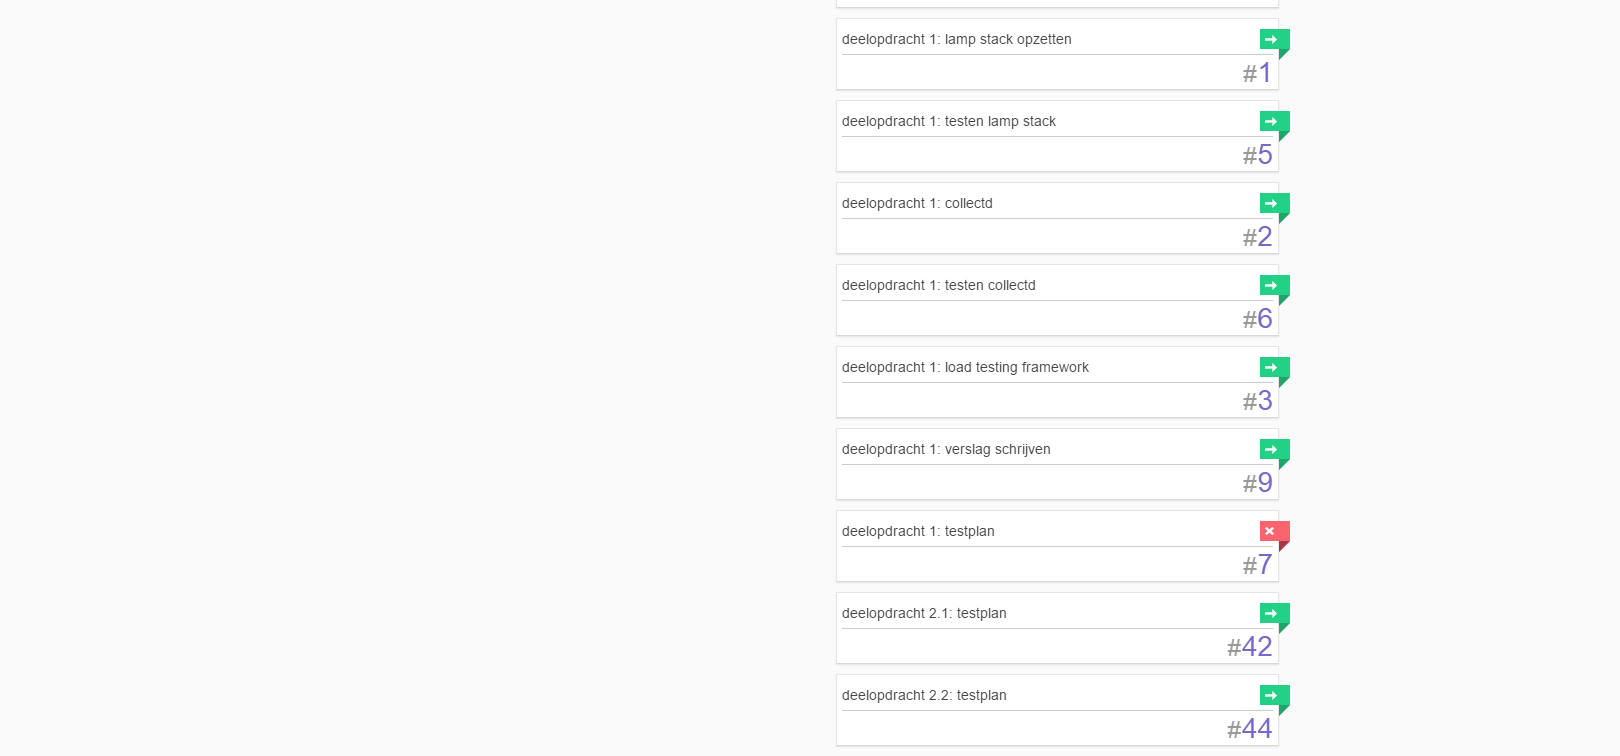 deelopdracht 1: lamp stack opzetten
#1
deelopdracht 1: testen lamp stack
#5
deelopdracht 1: collectd
#2
deelopdracht 1: testen collectd
#6
deelopdracht 1: load testing framework
#3
deelopdracht 1: verslag schrijven
#9
deelopdracht 1: testplan
#7
deelopdracht 2.1: testplan
#42
deelopdracht 2.2: testplan
#44